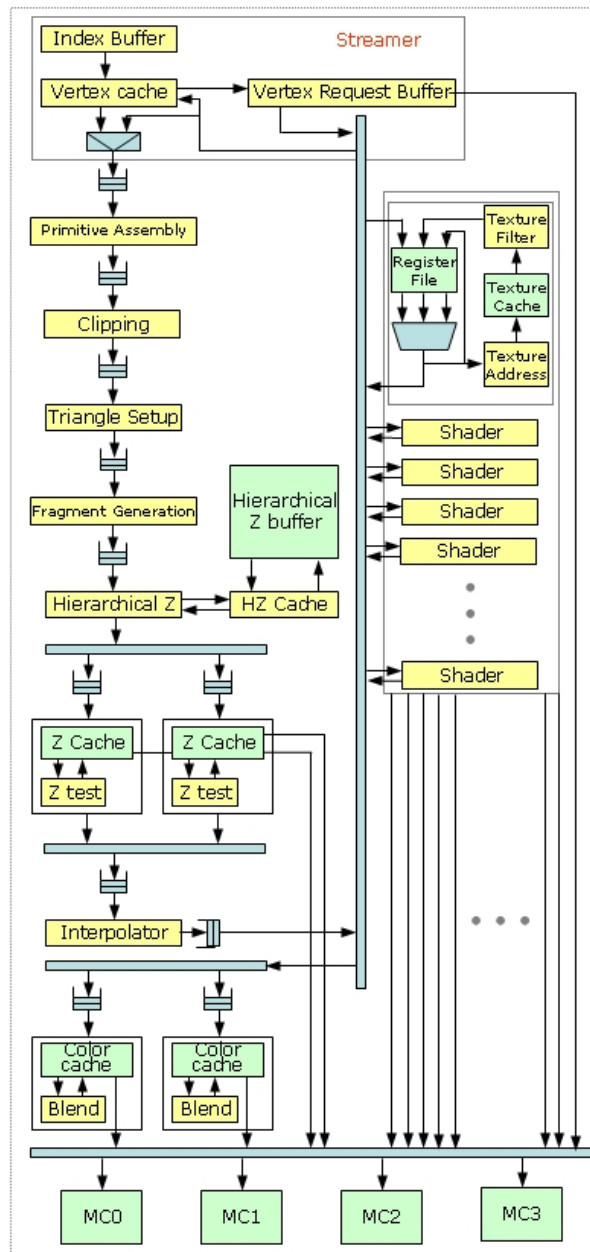 Index Buffer
Streamer
Vertex cache
Vertex Request Buffer
Primitive Assembly
Clipping
Triangle Setup
Fragment Generation
Hierarchical Z
Hierarchical
Z buffer
HZ Cache
Register
File
Texture
Filter
Texture
Cache
Texture
Address
Shader
Shader
Shader
Shader
Shader
Z Cache
Z test
Z Cache
Z test
Interpolator
Color
cache
Blend
Color
cache
Blend
MC0
MC1
MC2
MC3